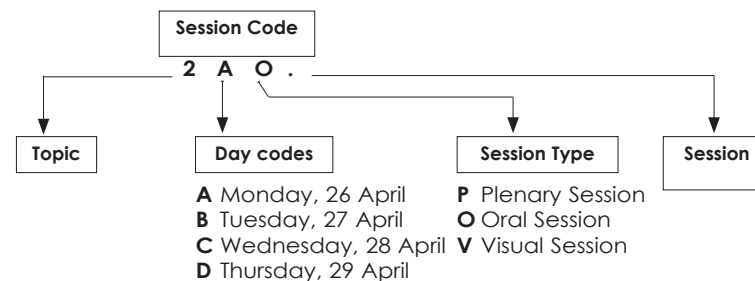 Session Code
2 A O .
Topic
Day codes
Session Type
Session
A Monday, 26 April
B Tuesday, 27 April
C Wednesday, 28 April
D Thursday, 29 April
P Plenary Session
O Oral Session
V Visual Session